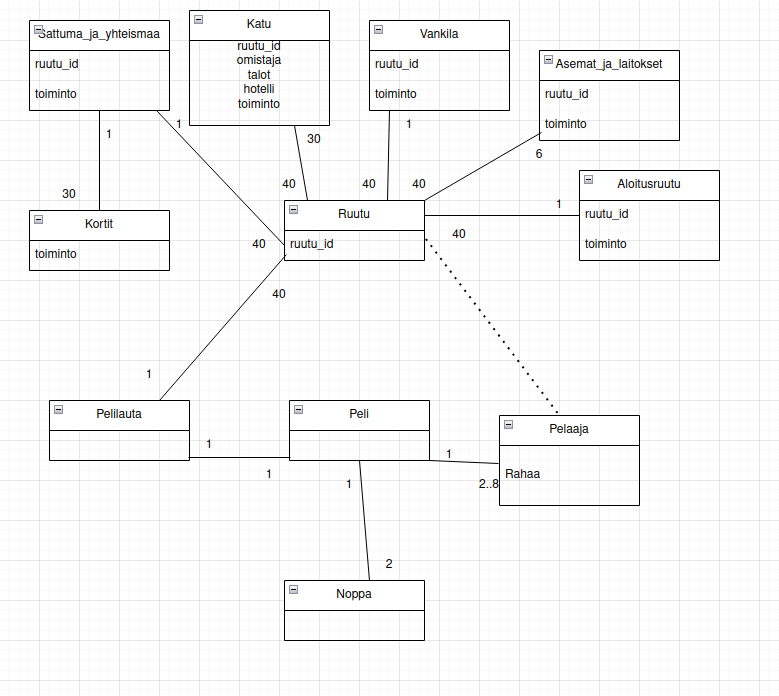 Sattuma_ja_yhteismaa
ruutu_id
toiminto
Katu
ruutu_id
omistaja
talot
hotelli
toiminto
Vankila
ruutu_id
toiminto
Asemat_ja_laitokset
ruutu_id
toiminto
1
1
30
1
6
30
40
40
40
1
Aloitusruutu
ruutu_id
toiminto
Kortit
toiminto
Ruutu
ruutu_id
40
40
40
1
Pelilauta
Peli
Pelaaja
Rahaa
1
1
1
2..8
1
2
Noppa